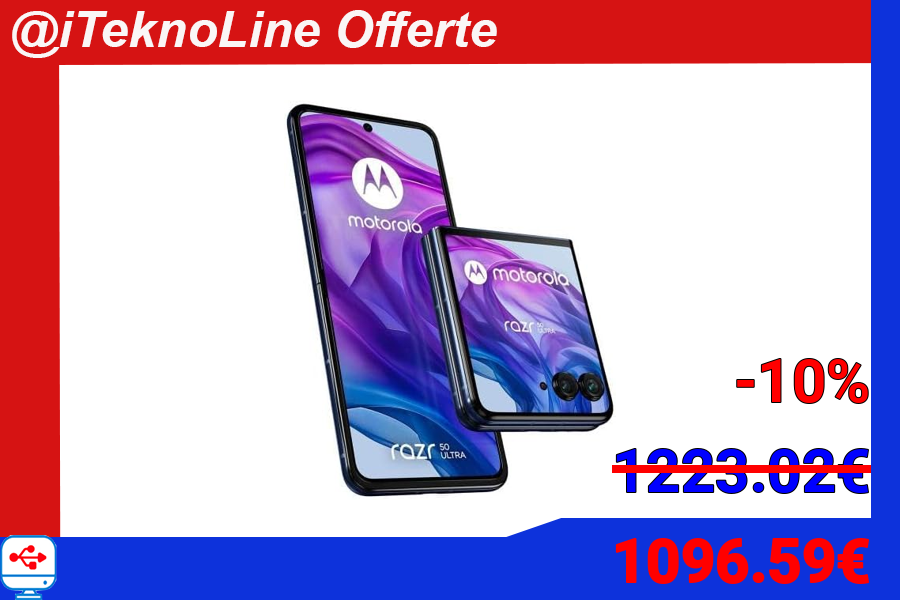 @iTeknoLine Offerte
motorola
motorola
razr 50 ULTRA
razr 50 ULTRA
-10%
1223.02€
1096.59€